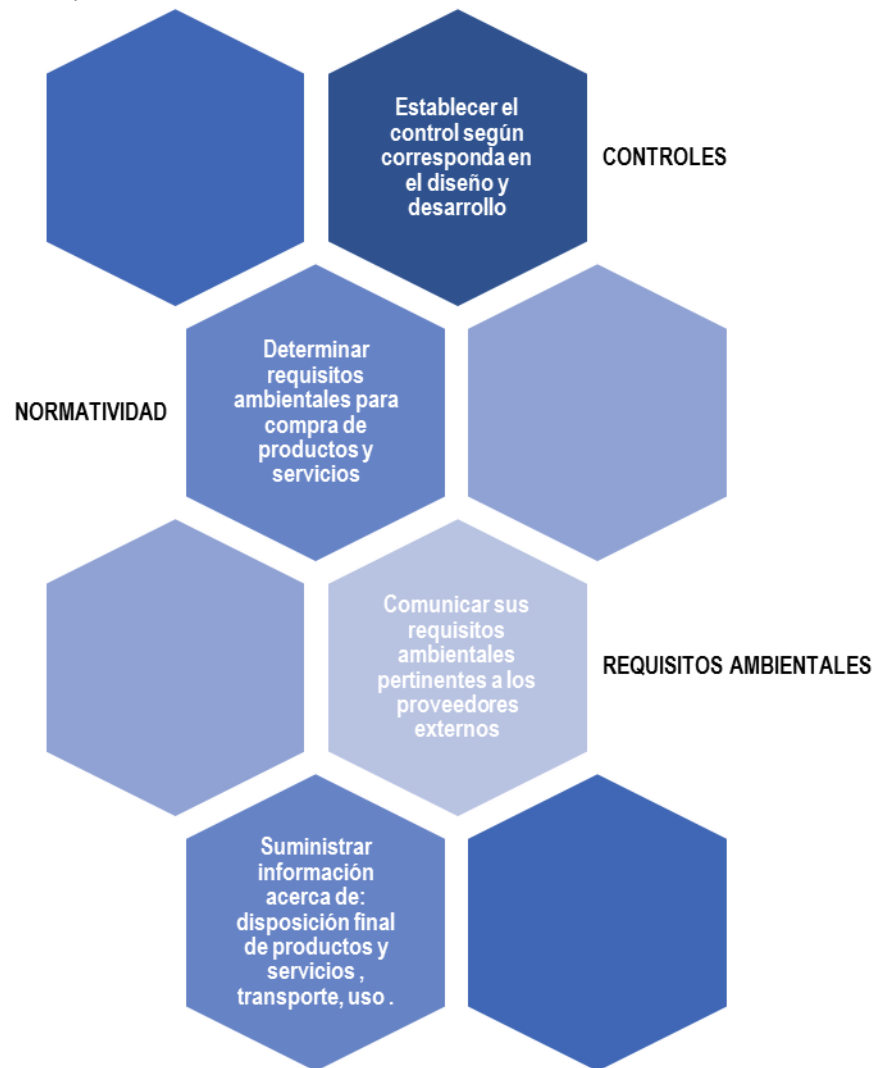 Establecer el
control según
corresponda en
el diseño y
desarrollo
CONTROLES
Determinar
requisitos
ambientales para
compra de
productos y
servicios
NORMATIVIDAD
Comunicar sus
requisitos
ambientales
pertinentes a los
proveedores
externos
REQUISITOS AMBIENTALES
Suministrar
información
acerca de:
disposición final
de productos y
servicios ,
transporte, uso .